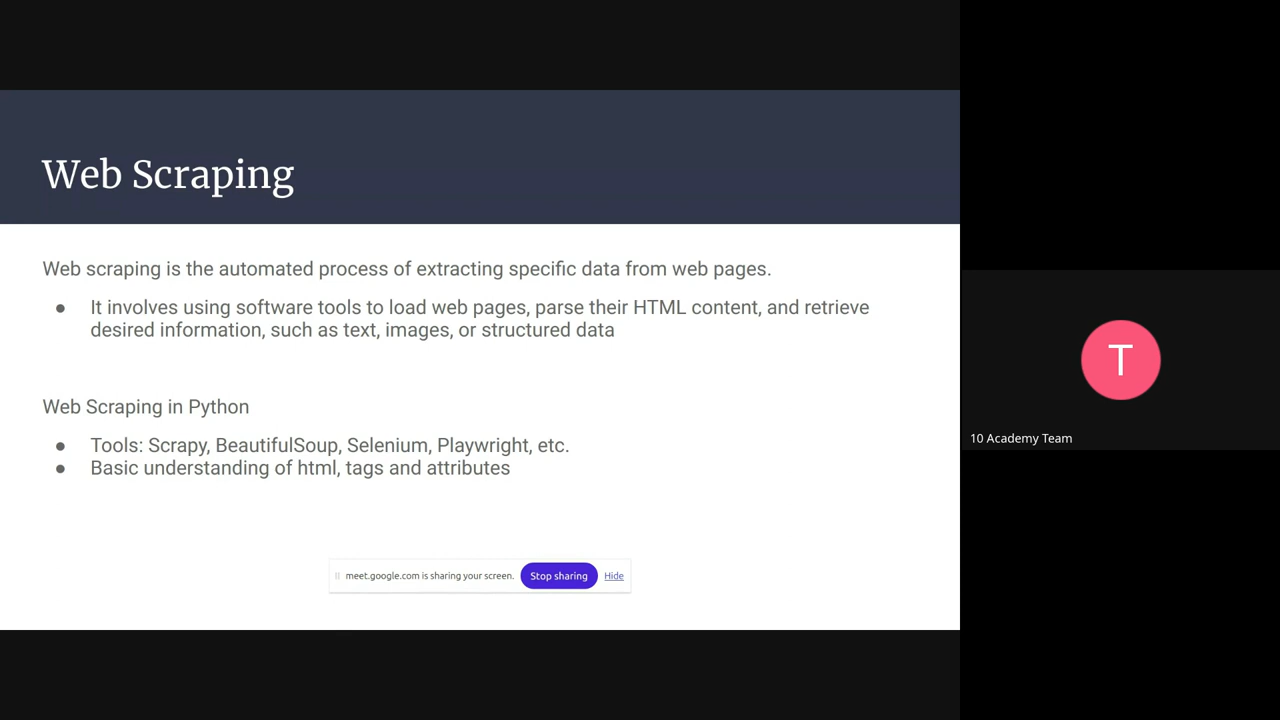 Web Scraping
Web scraping is the automated process of extracting specific data from web pages.
● It involves using software tools to load web pages, parse their HTML content, and retrieve
desired information, such as text, images, or structured data
Web Scraping in Python
● Tools: Scrapy, BeautifulSoup, Selenium, Playwright, etc.
● Basic understanding of html, tags and attributes
meet.google.com is sharing your screen. Stop sharing Hide
T
10 Academy Team